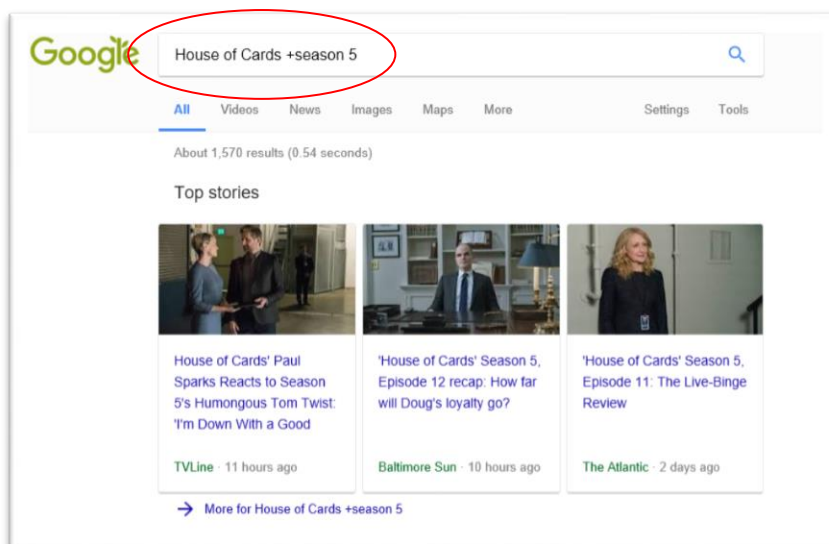 Google
House of Cards +season 5
All Videos News Images Maps More Settings Tools
About 1,570 results (0.54 seconds)
Top stories
House of Cards' Paul
Sparks Reacts to Season
5's Humongous Tom Twist:
'I'm Down With a Good
TVLine · 11 hours ago
'House of Cards' Season 5,
Episode 12 recap: How far
will Doug's loyalty go?
Baltimore Sun · 10 hours ago
'House of Cards' Season 5,
Episode 11: The Live-Binge
Review
The Atlantic · 2 days ago
→ More for House of Cards +season 5